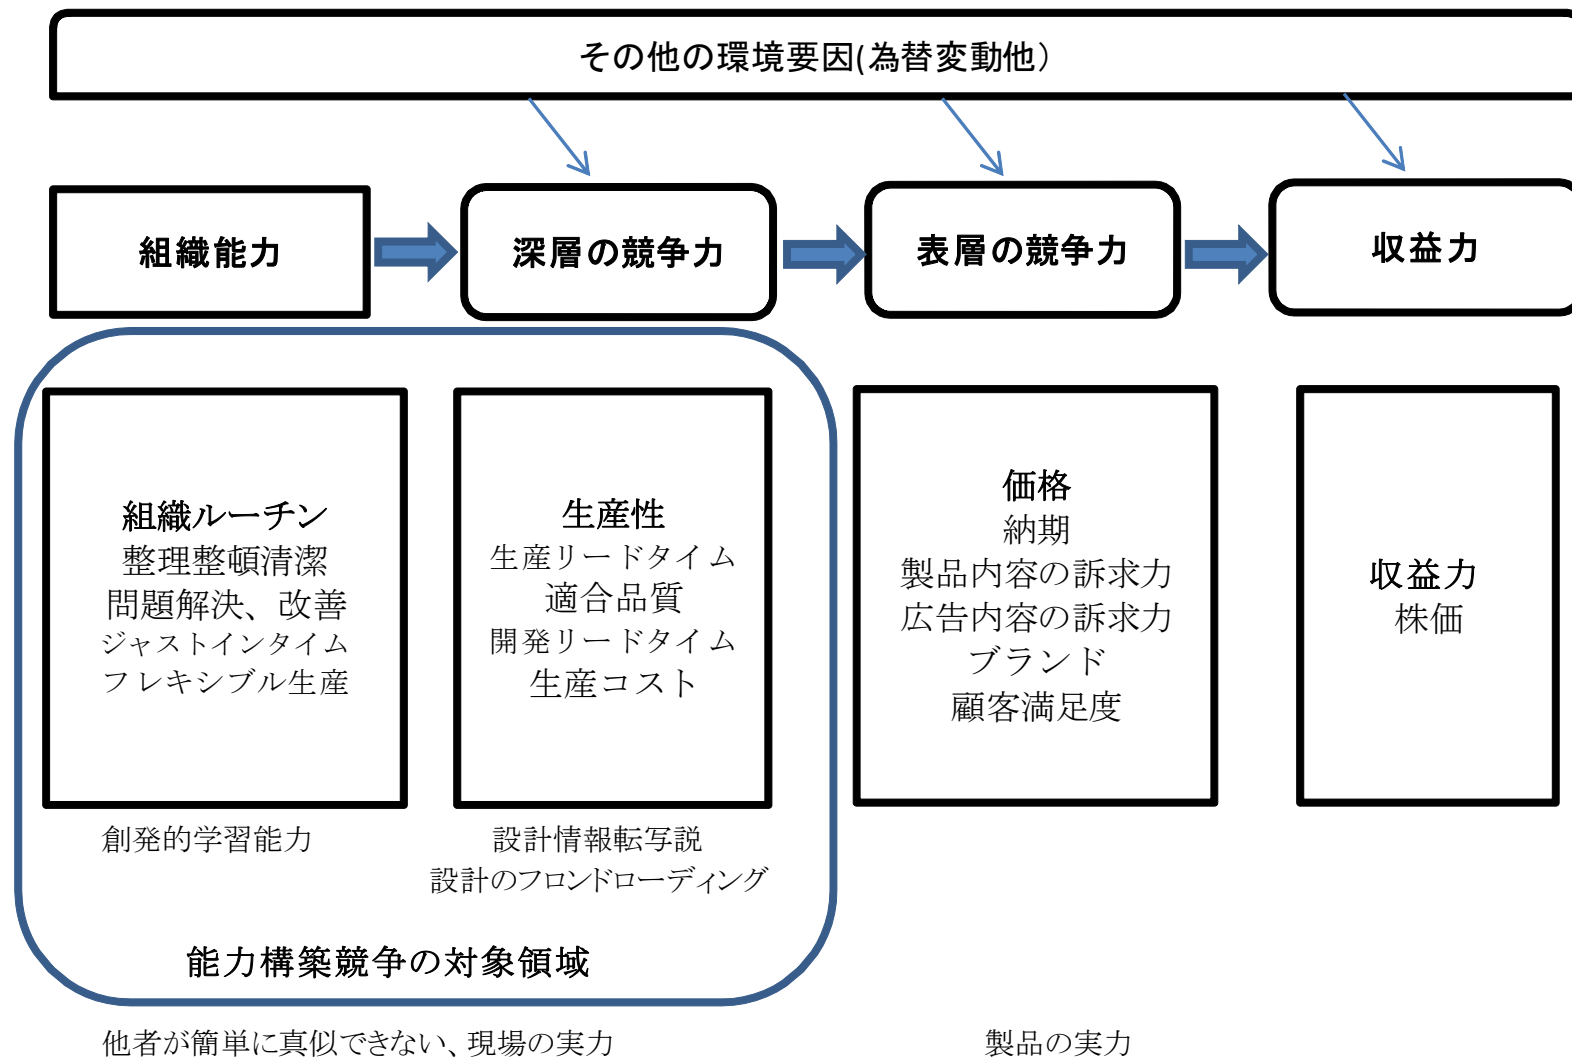 その他の環境要因(為替変動他）
組織能力
深層の競争力
表層の競争力
収益力
組織ルーチン
整理整頓清潔
問題解決、改善
ジャストインタイム
フレキシブル生産
生産性
生産リードタイム
適合品質
開発リードタイム
生産コスト
価格
納期
製品内容の訴求力
広告内容の訴求力
ブランド
顧客満足度
収益力
株価
創発的学習能力
設計情報転写説
設計のフロンドローディング
能力構築競争の対象領域
他者が簡単に真似できない、現場の実力
製品の実力